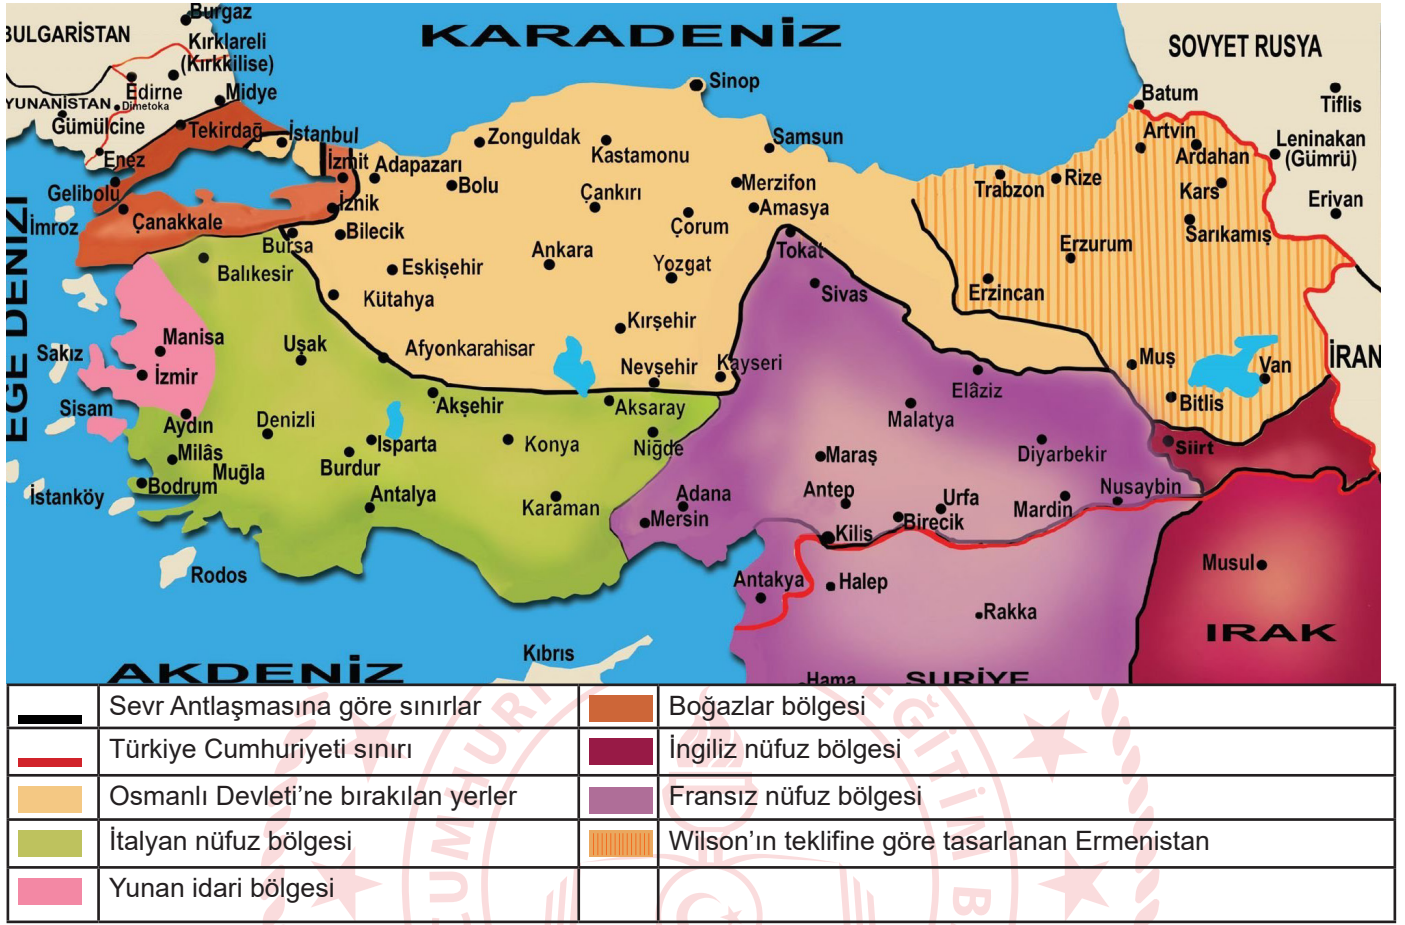 Burgaz
BULGARİSTAN
KARADENİZ
SOVYET RUSYA
Kırklareli
(Kırkkilise)
Sinop
Edirne
Midye
Batum
Tiflis
YUNANİSTAN
Dimetoka
Gümülcine
Tekirdağ
İstanbul
Zonguldak
Kastamonu
Samsun
Artvin
Ardahan
Leninakan
(Gümrü)
Enez
İzmit
Adapazarı
Bolu
Çankırı
Merzifon
Trabzon
Rize
Kars
Erivan
Gelibolu
İznik
Amasya
Çorum
İmroz
Çanakkale
Bursa
Bilecik
Sarıkamış
Ankara
Tokat
Erzurum
Balıkesir
Eskişehir
Yozgat
Sivas
Erzincan
Kütahya
EGE DENİZİ
Manisa
Uşak
Afyonkarahisar
Kırşehir
Sakız
İzmir
Nevşehir
Kayseri
Elâziz
Muş
Van
İRAN
Sisam
Aydın
Denizli
Akşehir
Aksaray
Malatya
Bitlis
Milâs
Isparta
Konya
Niğde
Maraş
Diyarbekir
Siirt
Muğla
Burdur
Bodrum
Antalya
Karaman
Adana
Mersin
Antep
Urfa
Birecik
Mardin
Nusaybin
İstanköy
Kilis
Rodos
Antakya
Halep
Musul
Rakka
IRAK
Kıbrıs
AKDENİZ
Hama
SURİYE
Sevr Antlaşmasına göre sınırlar
Boğazlar bölgesi
Türkiye Cumhuriyeti sınırı
İngiliz nüfuz bölgesi
Osmanlı Devleti’ne bırakılan yerler
Fransız nüfuz bölgesi
İtalyan nüfuz bölgesi
Wilson’ın teklifine göre tasarlanan Ermenistan
Yunan idari bölgesi